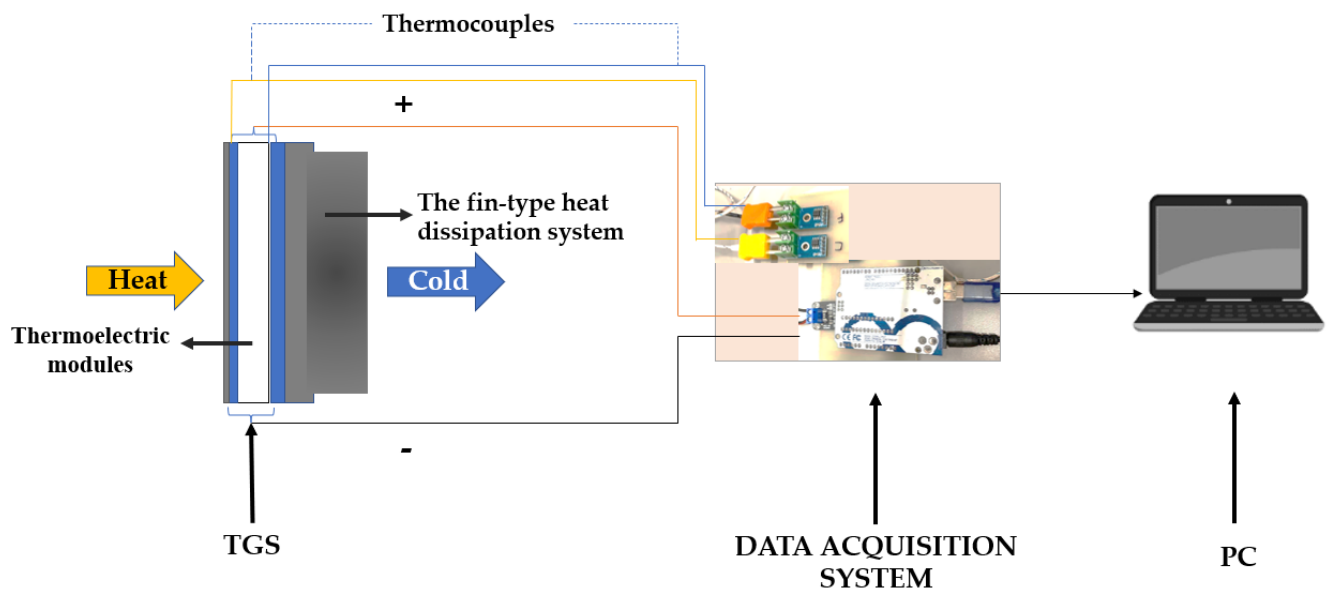 Thermocouples
+
The fin-type heat
dissipation system
Heat
Cold
Thermoelectric
modules
-
TGS
DATA ACQUISITION
SYSTEM
PC